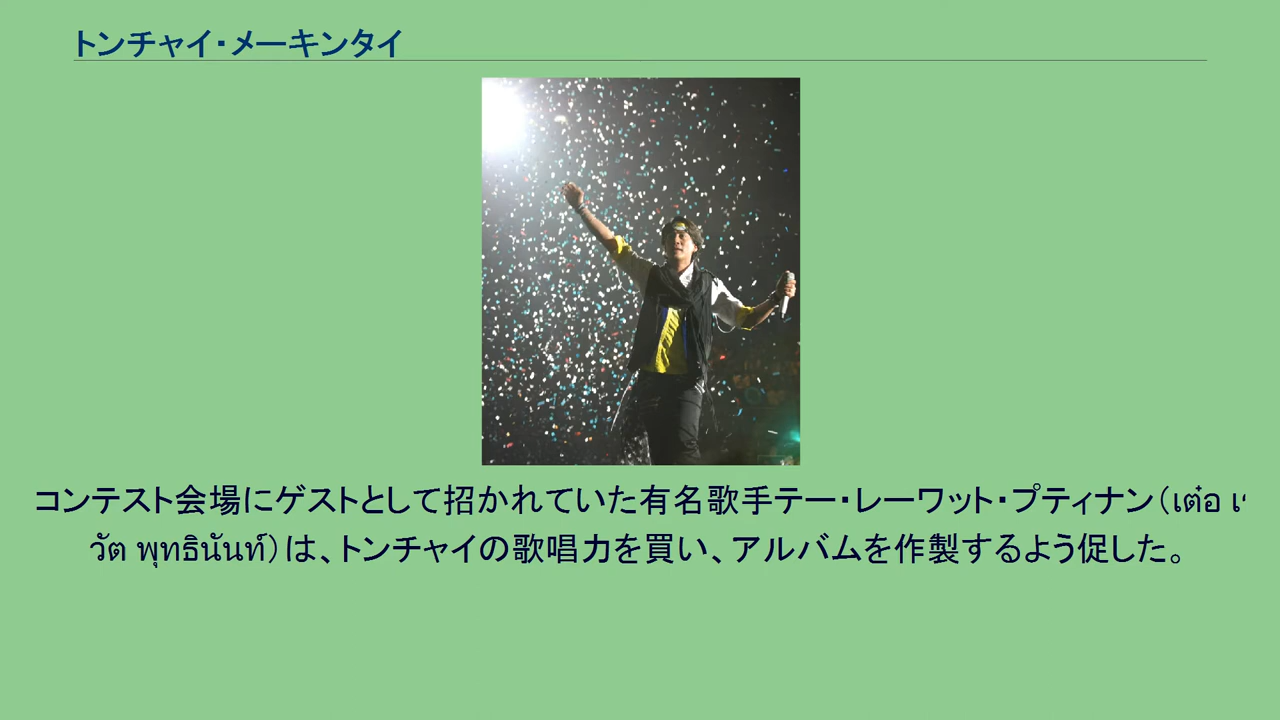 トンチャイ・メーキンタイ
コンテスト会場にゲストとして招かれていた有名歌手テー・レーワット・プティナン（เต๋อ
วัต พุทธินันท์）は、トンチャイの歌唱力を買い、アルバムを作製するよう促した。